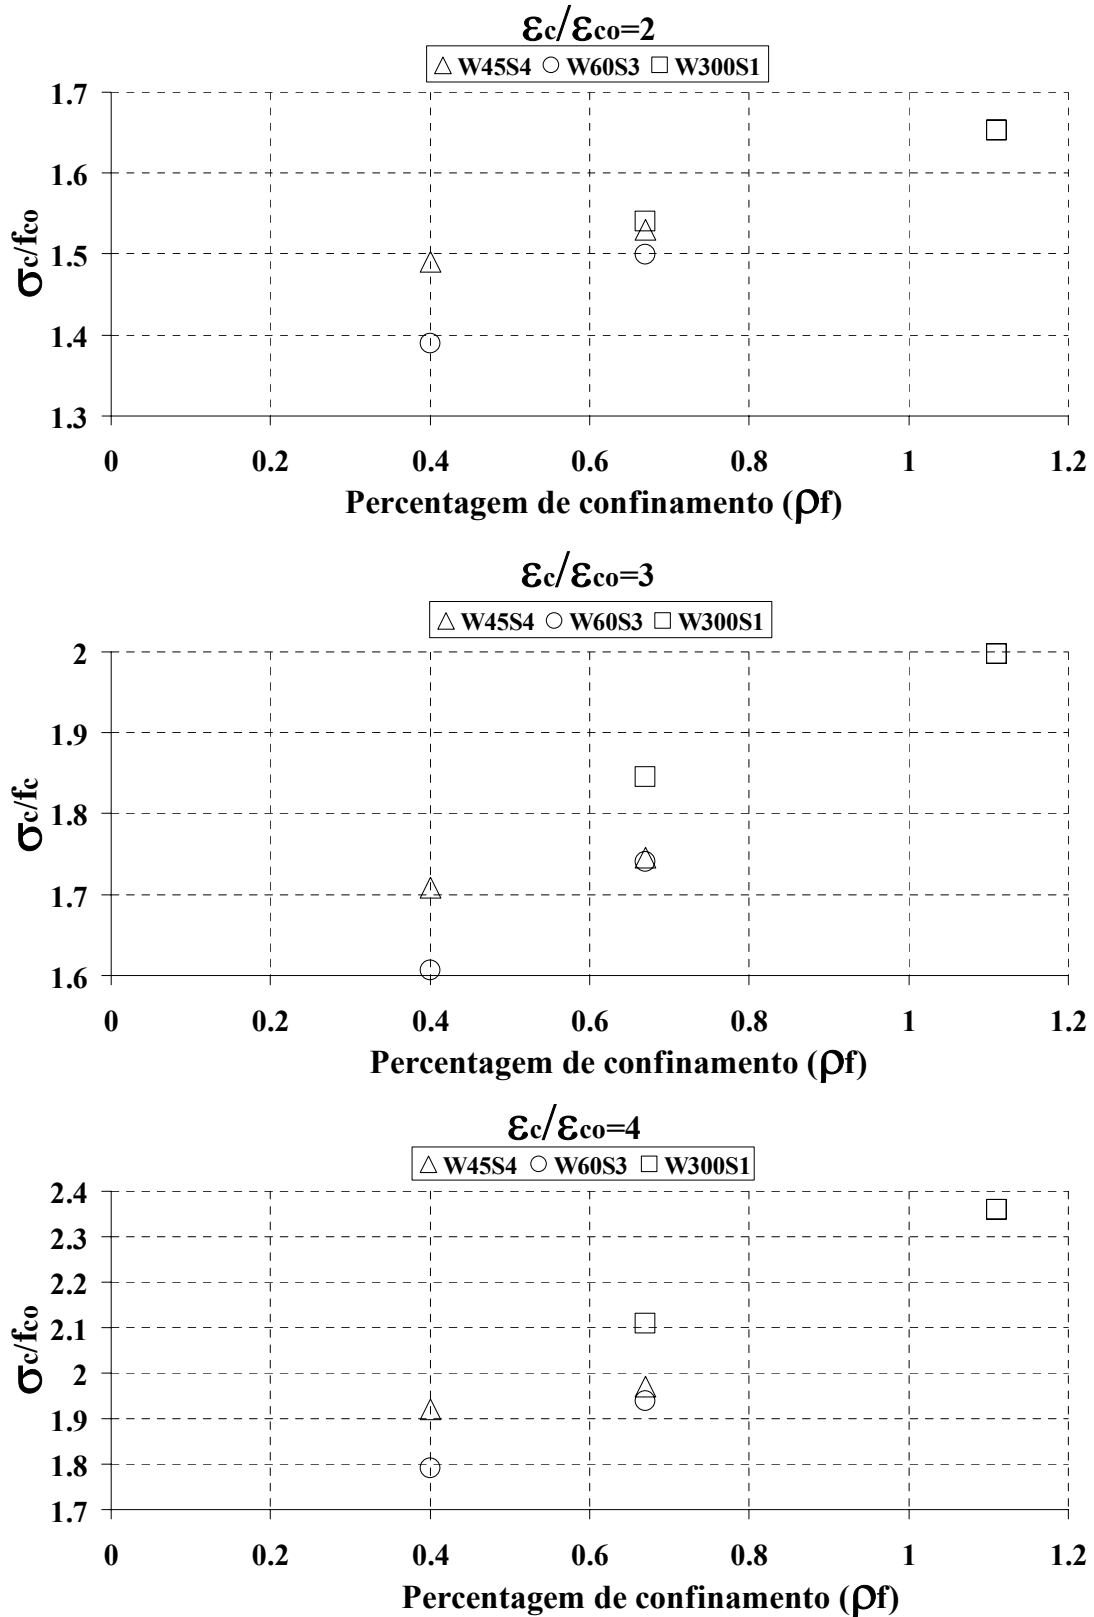 εc/εco=2
△ W45S4 ○ W60S3 □ W300S1
1.7
1.6
1.5
1.4
1.3
σc/fco
0 0.2 0.4 0.6 0.8 1 1.2
Percentagem de confinamento (ρf)
εc/εco=3
△ W45S4 ○ W60S3 □ W300S1
2
1.9
1.8
1.7
1.6
σc/fc
0 0.2 0.4 0.6 0.8 1 1.2
Percentagem de confinamento (ρf)
εc/εco=4
△ W45S4 ○ W60S3 □ W300S1
2.4
2.3
2.2
2.1
2
1.9
1.8
1.7
σc/fco
0 0.2 0.4 0.6 0.8 1 1.2
Percentagem de confinamento (ρf)